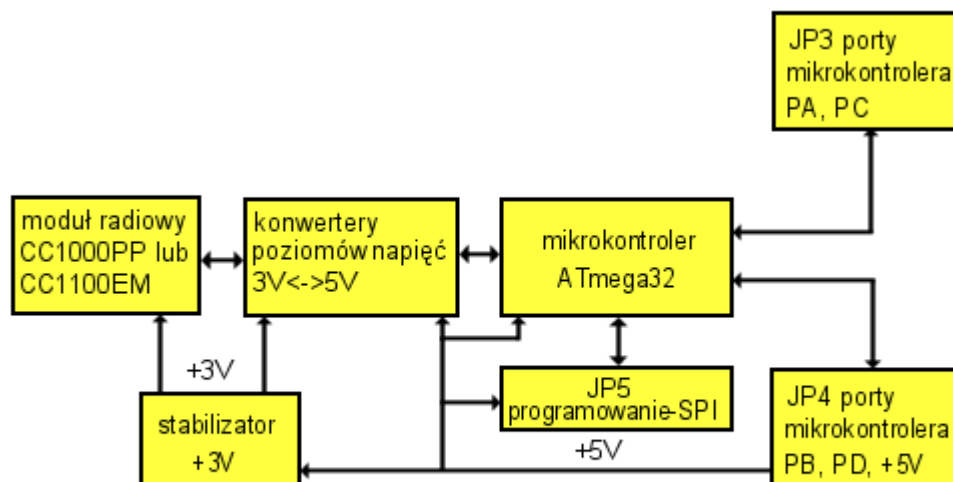 JP3 porty
mikrokontrolera
PA, PC
moduł radiowy
CC1000PP lub
CC1100EM
konwertery
poziomów napięć
3V<->5V
mikrokontroler
ATmega32
+3V
stabilizator
+3V
JP5
programowanie-SPI
+5V
JP4 porty
mikrokontrolera
PB, PD, +5V